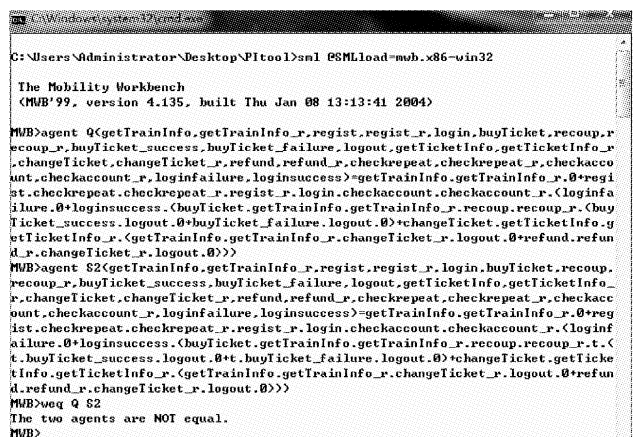 C:\Windows\system32\cmd.exe
C:\Users\Administrator\Desktop\PItool>sml @SMLload=mwb.x86-win32
The Mobility Workbench
(MWB'99, version 4.135, built Thu Jan 08 13:13:41 2004)
MWB>agent Q(getTrainInfo,getTrainInfo_r,regist,regist_r,login,buyTicket,recoup,r
ecoup_r,buyTicket_success,buyTicket_failure,logout,getTicketInfo,getTicketInfo_r
,changeTicket,changeTicket_r,refund,refund_r,checkrepeat,checkrepeat_r,checkacco
unt,checkaccount_r,loginfailure,loginsuccess)=getTrainInfo.getTrainInfo_r.0+regi
st.checkrepeat.checkrepeat_r.regist_r.login.checkaccount.checkaccount_r.(loginfa
ilure.0+loginsuccess.(buyTicket.getTrainInfo.getTrainInfo_r.recoup.recoup_r.(buy
Ticket_success.logout.0+buyTicket_failure.logout.0)+changeTicket.getTicketInfo.g
etTicketInfo_r.(getTrainInfo.getTrainInfo_r.changeTicket_r.logout.0+refund.refun
d_r.changeTicket_r.logout.0)))
MWB>agent S2(getTrainInfo,getTrainInfo_r,regist,regist_r,login,buyTicket,recoup,
recoup_r,buyTicket_success,buyTicket_failure,logout,getTicketInfo,getTicketInfo_
r,changeTicket,changeTicket_r,refund,refund_r,checkrepeat,checkrepeat_r,checkacc
ount,checkaccount_r,loginfailure,loginsuccess)=getTrainInfo.getTrainInfo_r.0+reg
ist.checkrepeat.checkrepeat_r.regist_r.login.checkaccount.checkaccount_r.(loginf
ailure.0+loginsuccess.(buyTicket.getTrainInfo.getTrainInfo_r.recoup.recoup_r.t.(
t.buyTicket_success.logout.0+t.buyTicket_failure.logout.0)+changeTicket.getTicke
tInfo.getTicketInfo_r.(getTrainInfo.getTrainInfo_r.changeTicket_r.logout.0+refun
d.refund_r.changeTicket_r.logout.0)))
MWB>weq Q S2
The two agents are NOT equal.
MWB>